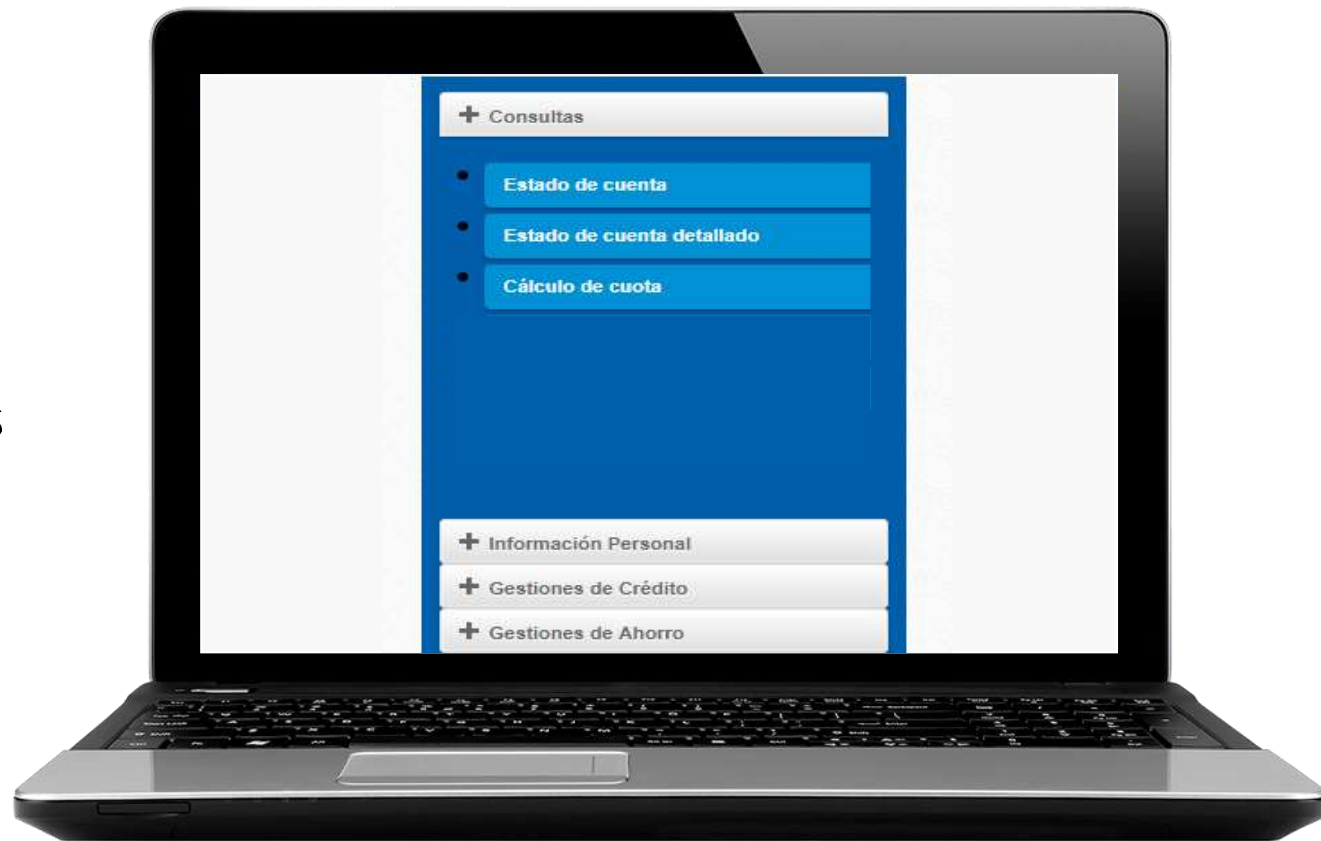 + Consultas
Estado de cuenta
Estado de cuenta detallado
Cálculo de cuota
+ Información Personal
+ Gestiones de Crédito
+ Gestiones de Ahorro